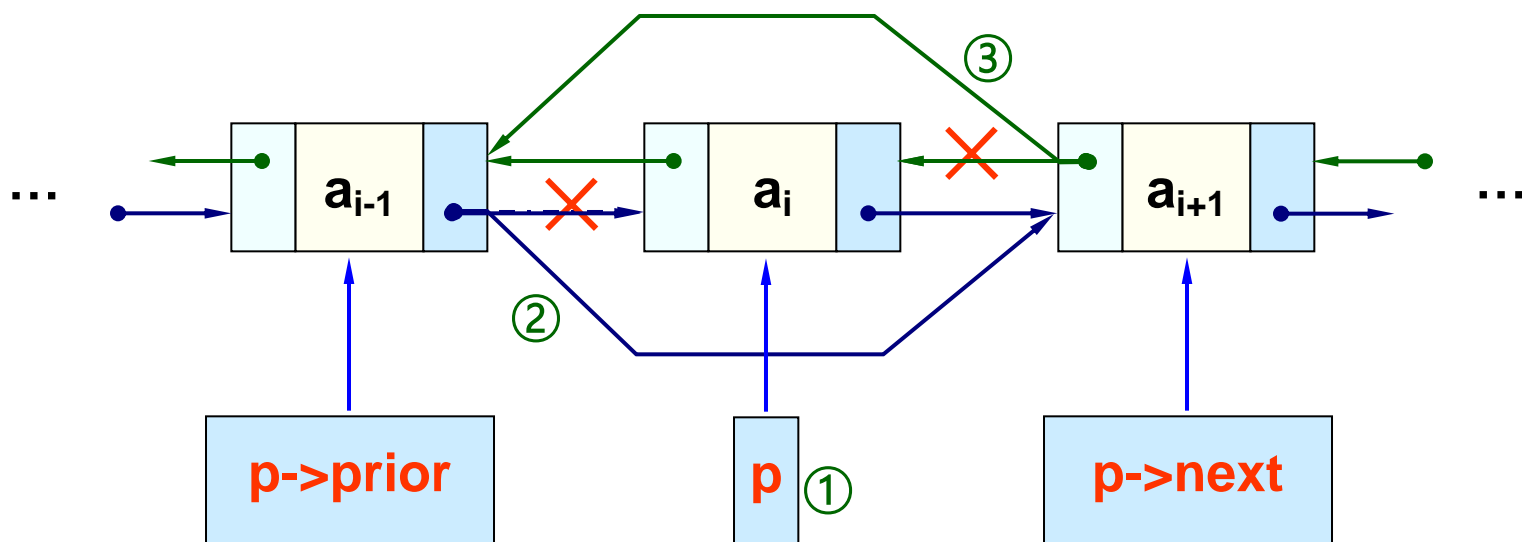 ③
... aᵢ₋₁ aᵢ aᵢ₊₁ ...
②
p->prior p ① p->next